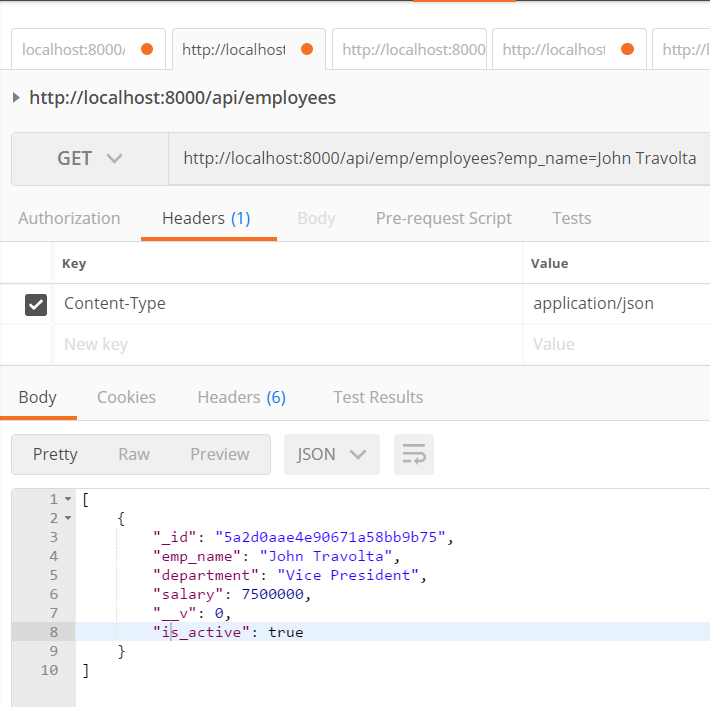 localhost:8000/ http://localhost http://localhost:8000 http://localhost: http://l
http://localhost:8000/api/employees
GET http://localhost:8000/api/emp/employees?emp_name=John Travolta
Authorization Headers (1) Body Pre-request Script Tests
Key Value
Content-Type application/json
New key Value
Body Cookies Headers (6) Test Results
Pretty Raw Preview JSON
1 [
2 {
3 "_id": "5a2d0aae4e90671a58bb9b75",
4 "emp_name": "John Travolta",
5 "department": "Vice President",
6 "salary": 7500000,
7 "__v": 0,
8 "is_active": true
9 }
10 ]